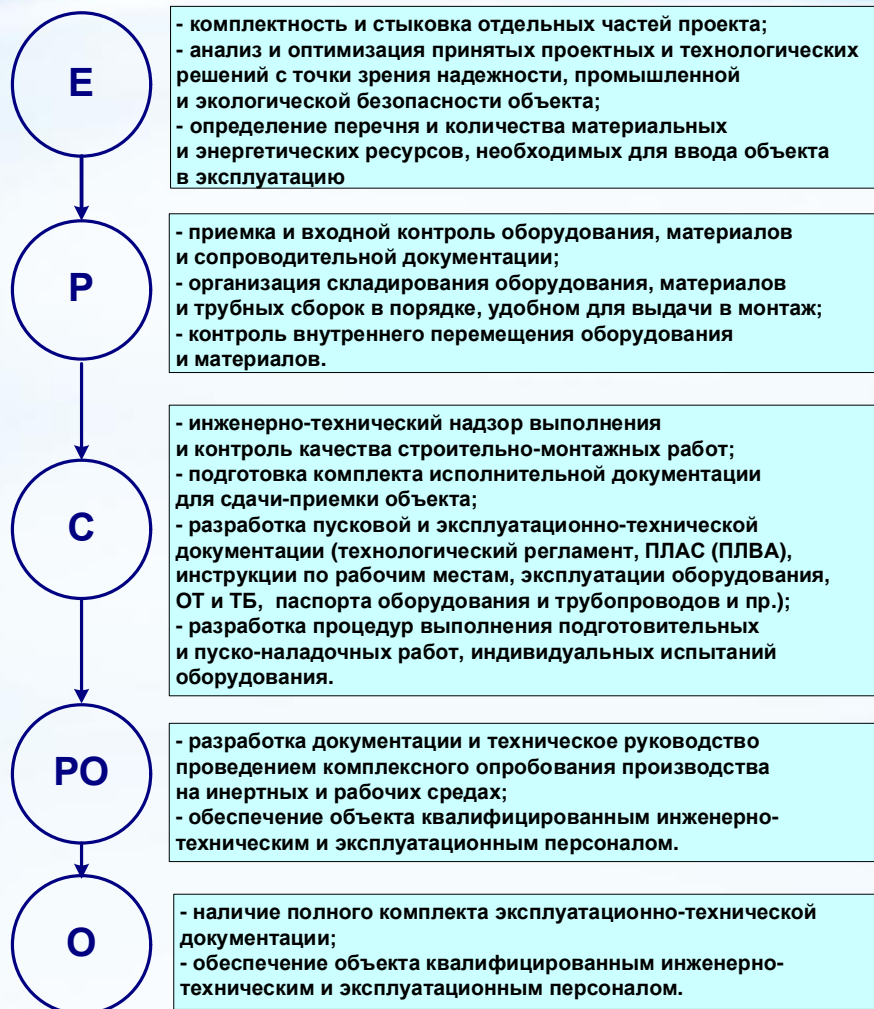 Е
- комплектность и стыковка отдельных частей проекта;
- анализ и оптимизация принятых проектных и технологических
решений с точки зрения надежности, промышленной
и экологической безопасности объекта;
- определение перечня и количества материальных
и энергетических ресурсов, необходимых для ввода объекта
в эксплуатацию
Р
- приемка и входной контроль оборудования, материалов
и сопроводительной документации;
- организация складирования оборудования, материалов
и трубных сборок в порядке, удобном для выдачи в монтаж;
- контроль внутреннего перемещения оборудования
и материалов.
С
- инженерно-технический надзор выполнения
и контроль качества строительно-монтажных работ;
- подготовка комплекта исполнительной документации
для сдачи-приемки объекта;
- разработка пусковой и эксплуатационно-технической
документации (технологический регламент, ПЛАС (ПЛВА),
инструкции по рабочим местам, эксплуатации оборудования,
ОТ и ТБ, паспорта оборудования и трубопроводов и пр.);
- разработка процедур выполнения подготовительных
и пуско-наладочных работ, индивидуальных испытаний
оборудования.
РО
- разработка документации и техническое руководство
проведением комплексного опробования производства
на инертных и рабочих средах;
- обеспечение объекта квалифицированным инженерно-
техническим и эксплуатационным персоналом.
О
- наличие полного комплекта эксплуатационно-технической
документации;
- обеспечение объекта квалифицированным инженерно-
техническим и эксплуатационным персоналом.